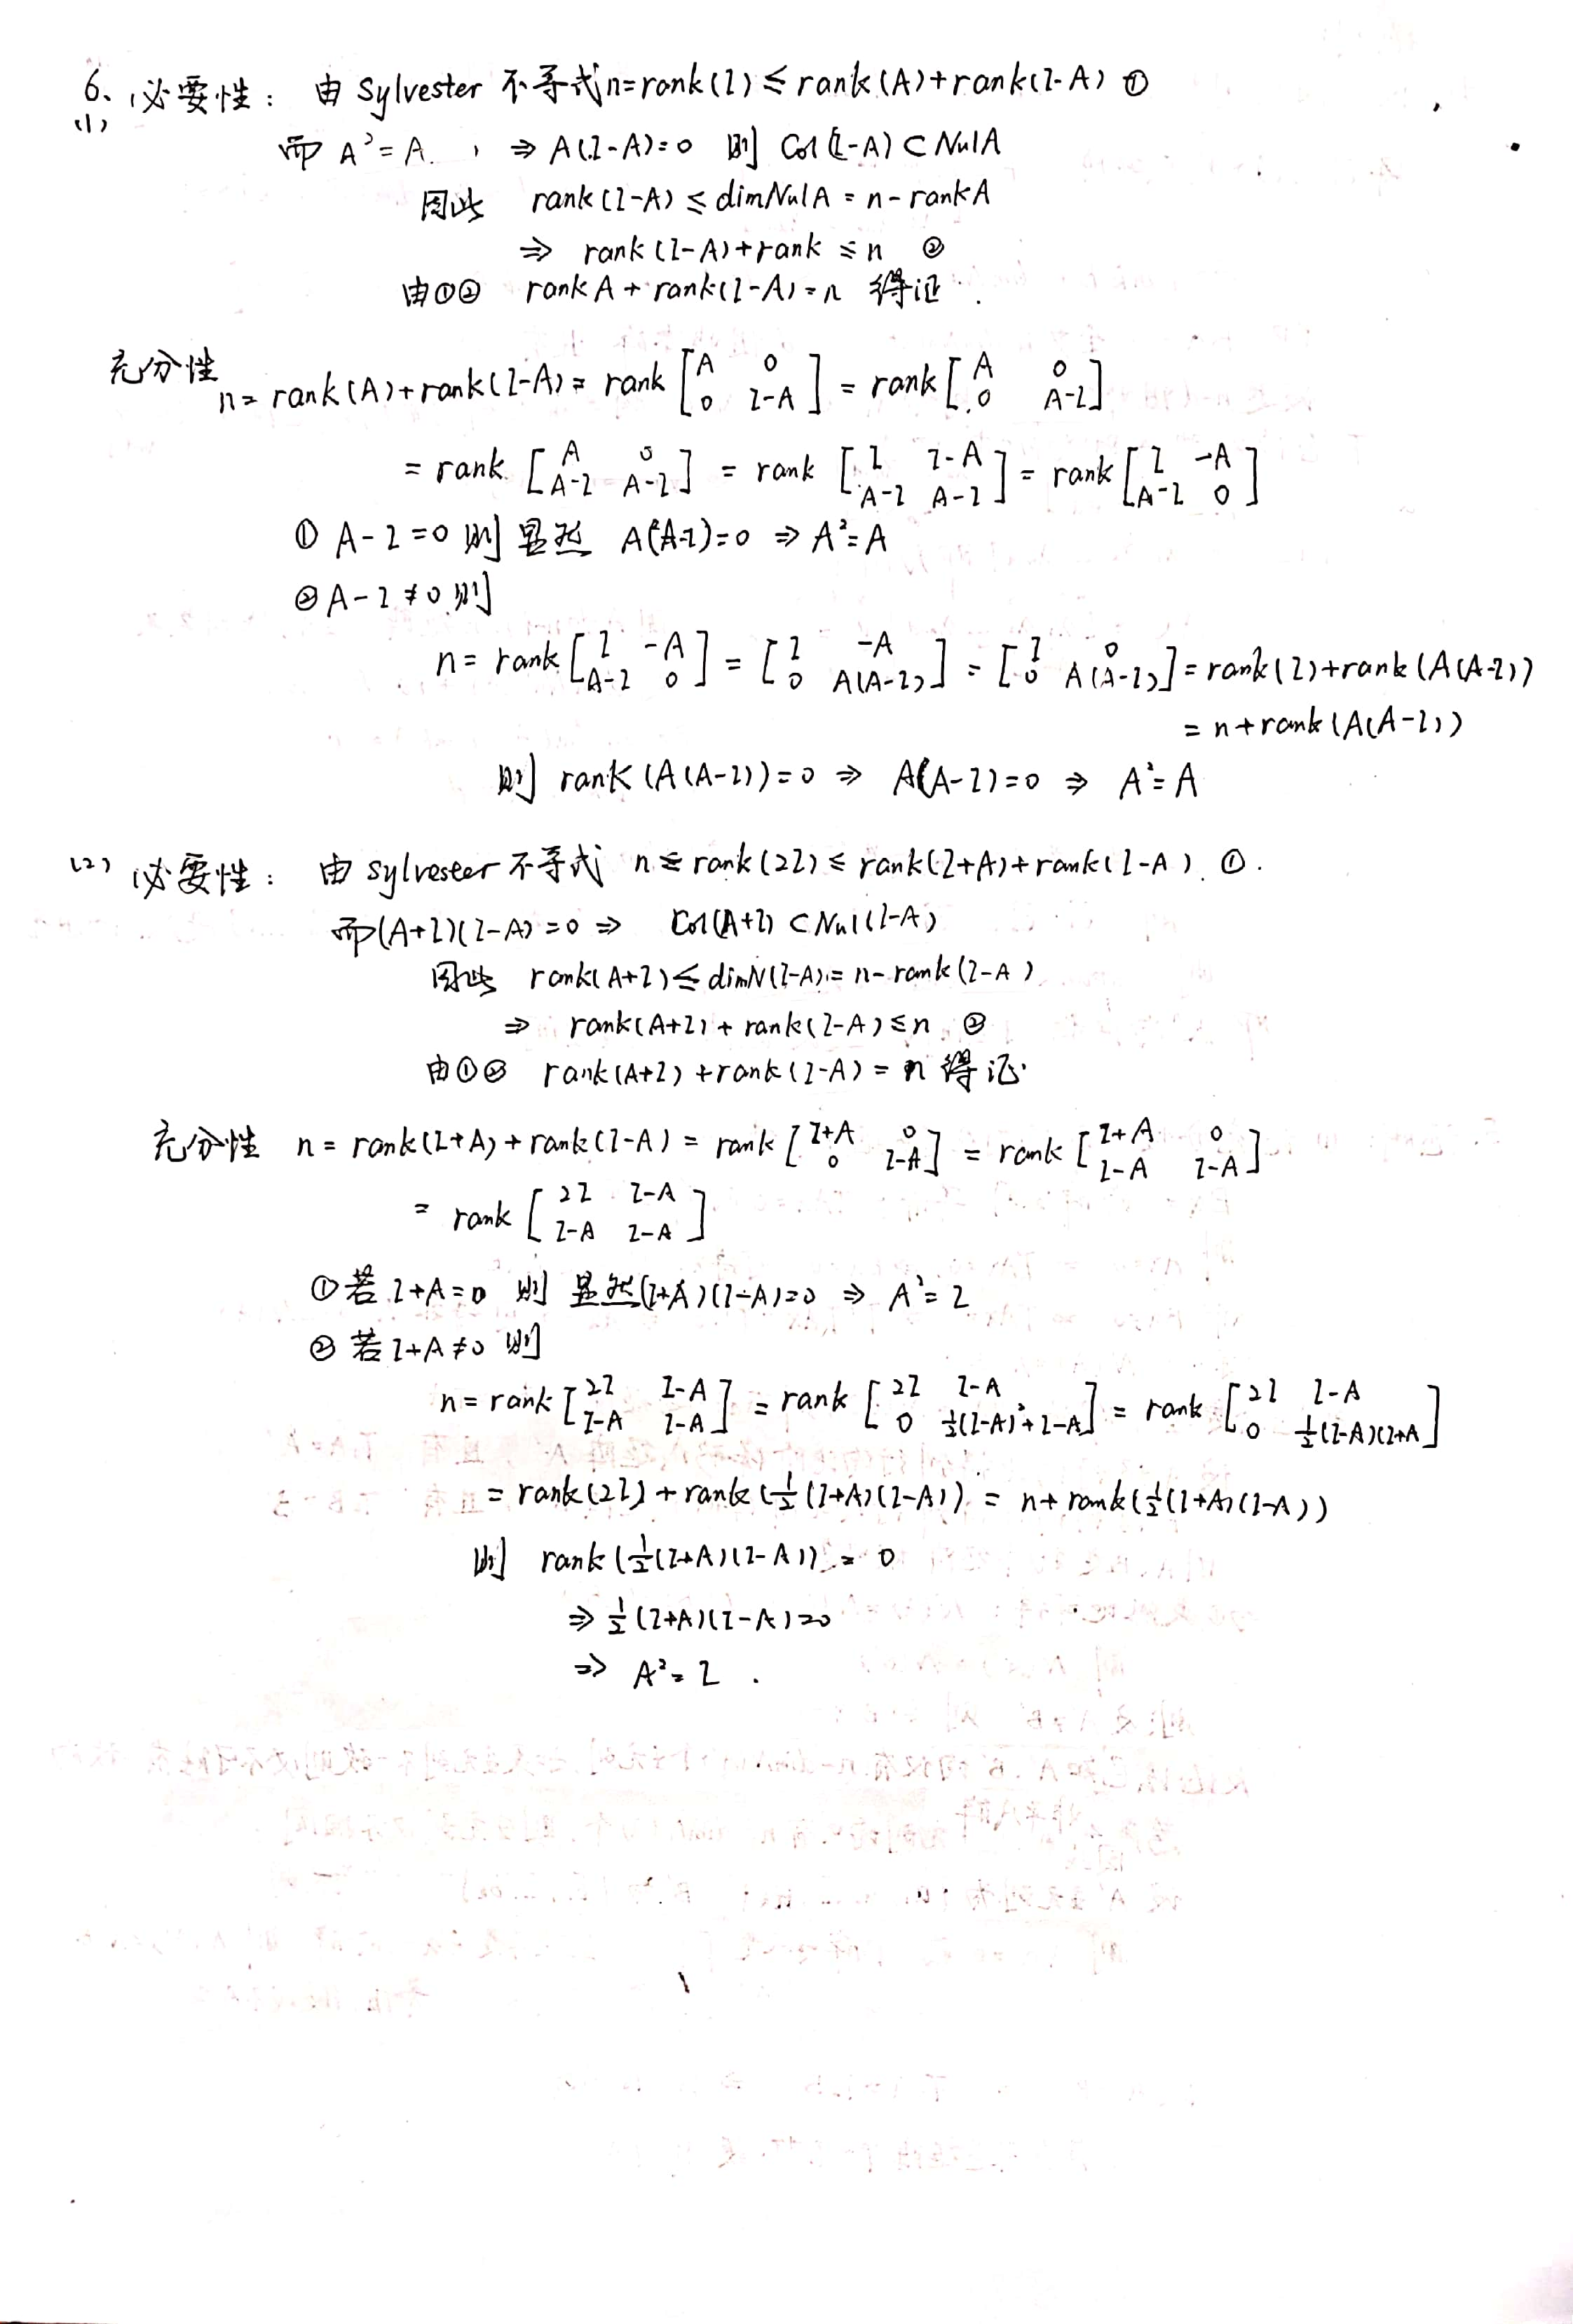 6、必要性： 由 Sylvester 不等式 n=rank(I) ≤ rank(A)+rank(I-A) ①
(1)
而 A²=A. , ⇒ A(I-A)=0 则 Col(I-A) ⊂ NulA
因此 rank(I-A) ≤ dimNulA = n-rankA
⇒ rank(I-A)+rank ≤ n ②
由①② rankA + rank(I-A)=n 得证.
充分性
n= rank(A)+rank(I-A) = rank [A 0; 0 I-A] = rank [A 0; 0 A-I]
= rank [A 0; A-I A-I] = rank [I I-A; A-I A-I] = rank [I -A; A-I 0]
① A-I=0 则显然 A(A-I)=0 ⇒ A²=A
② A-I≠0 则
n= rank [I -A; A-I 0] = [I -A; 0 A(A-I)] = [I 0; 0 A(A-I)] = rank(I)+rank(A(A-I))
= n+rank(A(A-I))
则 rank(A(A-I))=0 ⇒ A(A-I)=0 ⇒ A²=A
(2) 必要性： 由 sylvester 不等式 n ≤ rank(2I) ≤ rank(I+A)+rank(I-A). ①.
而(A+I)(I-A)=0 ⇒ Col(A+I) ⊂ Nul(I-A)
因此 rank(A+I) ≤ dimN(I-A) = n-rank(I-A)
⇒ rank(A+I) + rank(I-A) ≤ n ②
由①② rank(A+I) + rank(I-A) = n 得证.
充分性 n = rank(I+A) + rank(I-A) = rank [I+A 0; 0 I-A] = rank [I+A 0; I-A I-A]
= rank [2I I-A; I-A I-A]
①若 I+A=0 则 显然(I+A)(I-A)=0 ⇒ A²=I
②若 I+A≠0 则
n= rank [2I I-A; I-A I-A] = rank [2I I-A; 0 ½(I-A)²+I-A] = rank [2I I-A; 0 ½(I-A)(I+A]
= rank(2I) + rank(½(I+A)(I-A)) = n+rank(½(I+A)(I-A))
则 rank(½(I+A)(I-A)) = 0
⇒ ½(I+A)(I-A)=0
⇒ A²=I .